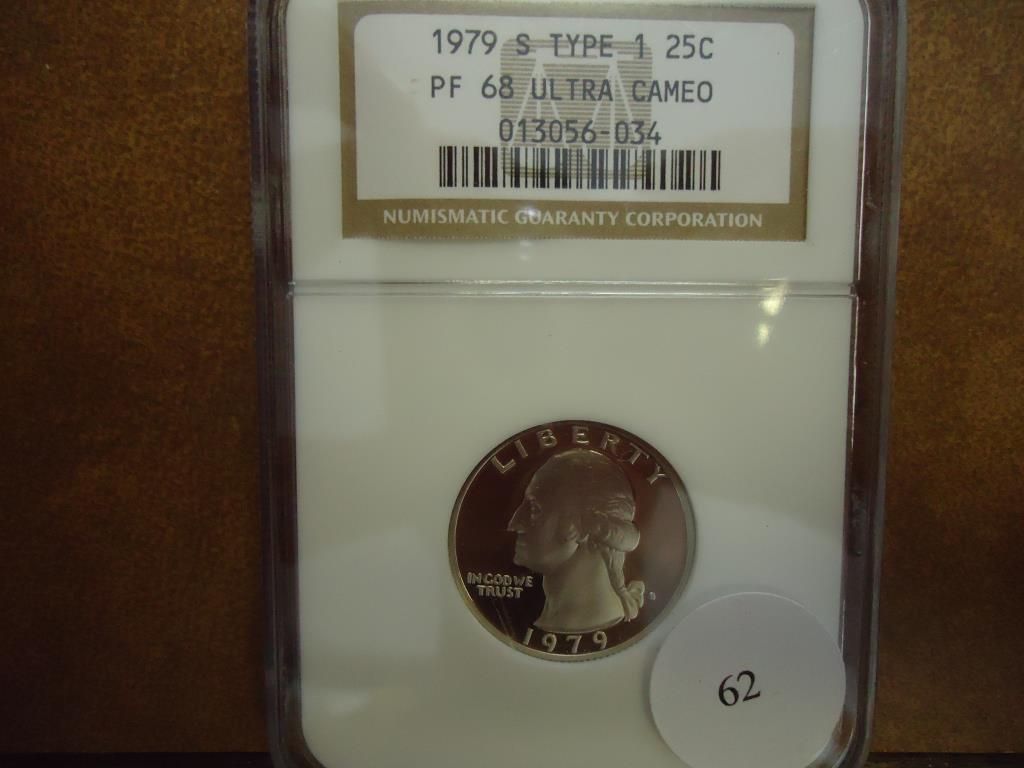 1979 S TYPE 1 25C
PF 68 ULTRA CAMEO
013056-034
NUMISMATIC GUARANTY CORPORATION
LIBERTY
IN GOD WE
TRUST
S
1979
62